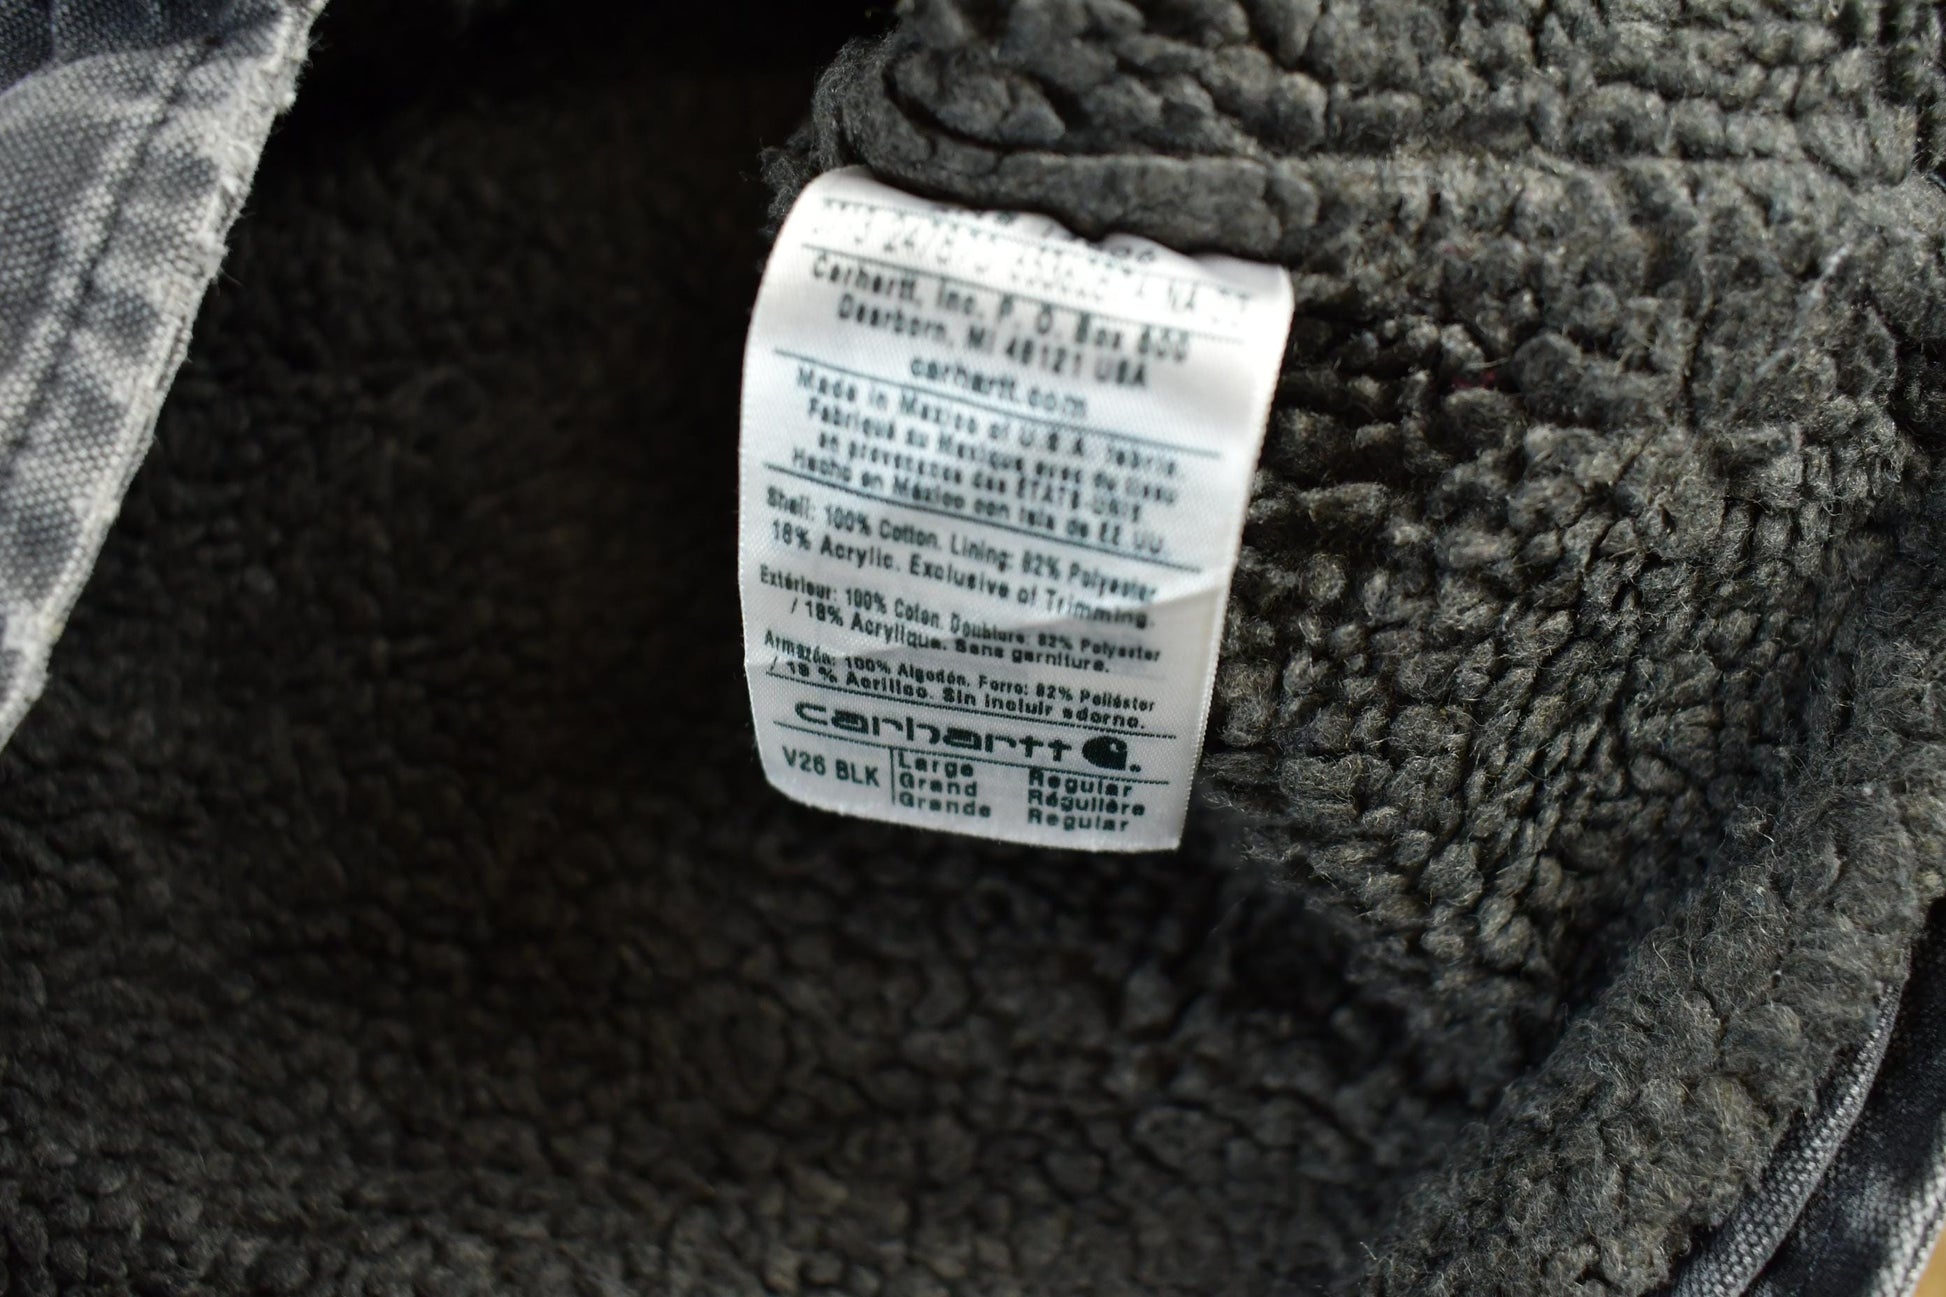 Carhartt, Inc. P. O. Box 600
Dearborn, MI 48121 USA
carhartt.com
Made in Mexico of U.S.A. fabric
Fabriqué au Mexique avec du tissu
en provenance des ÉTATS-UNIS
Hecho en México con tela de EE UU
Shell: 100% Cotton. Lining: 82% Polyester
18% Acrylic. Exclusive of Trimming.
Extérieur: 100% Coton. Doublure: 82% Polyester
/ 18% Acrylique. Sans garniture.
Armazón: 100% Algodón. Forro: 82% Poliéster
/ 18 % Acrílico. Sin incluir adorno.
carhartt
V26 BLK Large Regular
Grand Régulière
Grande Regular